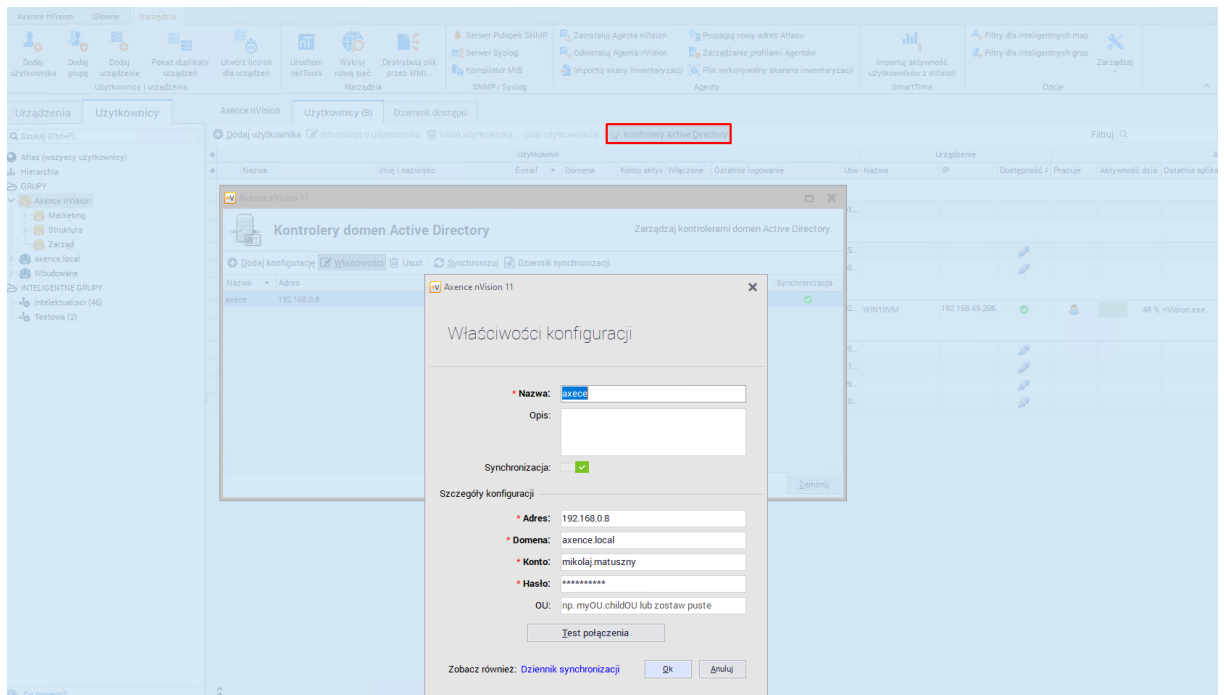 Axence nVision Główne Narzędzia
Dodaj użytkownika
Dodaj grupę
Dodaj urządzenie
Pokaż duplikaty urządzeń
Utwórz licznik dla urządzeń
Uruchom netTools
Wykryj nową sieć
Dystrybuuj plik przez WMI...
Serwer Pułapek SNMP
Serwer Syslog
Kompilator MIB
Zainstaluj Agenta nVision
Odinstaluj Agenta nVision
Importuj skany inwentaryzacji
Propaguj nowy adres Atlasu
Zarządzanie profilami Agentów
Plik wykonywalny skanera inwentaryzacji
Importuj aktywność użytkowników z nVision
Filtry dla inteligentnych map
Filtry dla inteligentnych grup
Zarządzaj
Użytkownicy i urządzenia Narzędzia SNMP i Syslog Agenty SmartTime Opcje
Urządzenia Użytkownicy
Axence nVision Użytkownicy (8) Dziennik dostępu
Szukaj (Ctrl+F)
Dodaj użytkownika Informacje o użytkowniku Usuń użytkownika... Scal użytkowników Kontrolery Active Directory Filtruj
Atlas (wszyscy użytkownicy)
Hierarchia
GRUPY
Axence nVision
Marketing
Struktura
Zarząd
axence.local
Wbudowane
INTELIGENTNE GRUPY
intelektualisci (46)
Testowa (2)
Użytkownik Urządzenie A
Nazwa Imię i nazwisko E-mail Domena Konto aktyv Włączone Ostatnie logowanie Utw Nazwa IP Dostępność A Pracuje Aktywność dzis Ostatnia aplika
WIN10VM 192.168.69.205 48 % nVision.exe
Axence nVision 11
Kontrolery domen Active Directory
Zarządzaj kontrolerami domen Active Directory.
Dodaj konfigurację Właściwości Usuń Synchronizuj Dziennik synchronizacji
Nazwa Adres Synchronizacja
axece 192.168.0.8
Zamknij
Axence nVision 11
Właściwości konfiguracji
* Nazwa: axece
Opis:
Synchronizacja:
Szczegóły konfiguracji
* Adres: 192.168.0.8
* Domena: axence.local
* Konto: mikolaj.matuszny
* Hasło: **********
OU: np. myOU.childOU lub zostaw puste
Test połączenia
Zobacz również: Dziennik synchronizacji Ok Anuluj
Co nowego?